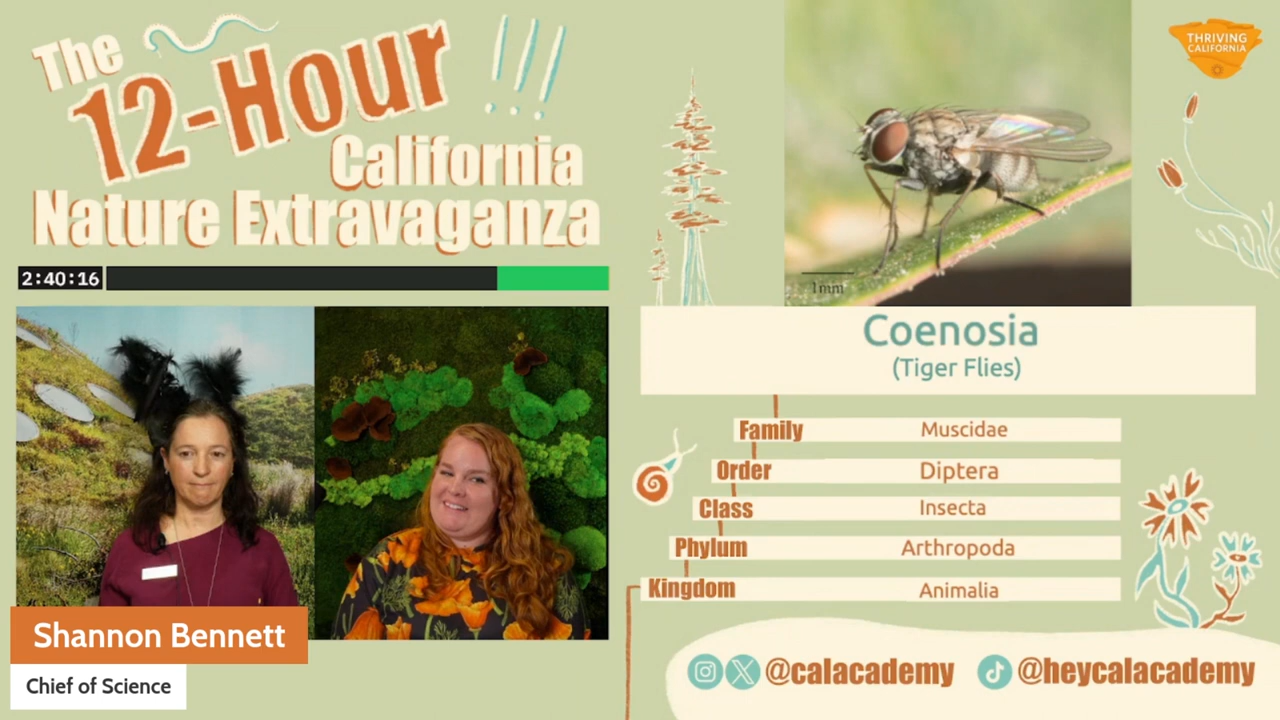 The
12-Hour!!!
California
Nature Extravaganza
2:40:16
Shannon Bennett
Chief of Science
THRIVING
CALIFORNIA
1mm
Coenosia
(Tiger Flies)
Family Muscidae
Order Diptera
Class Insecta
Phylum Arthropoda
Kingdom Animalia
@calacademy @heycalacademy